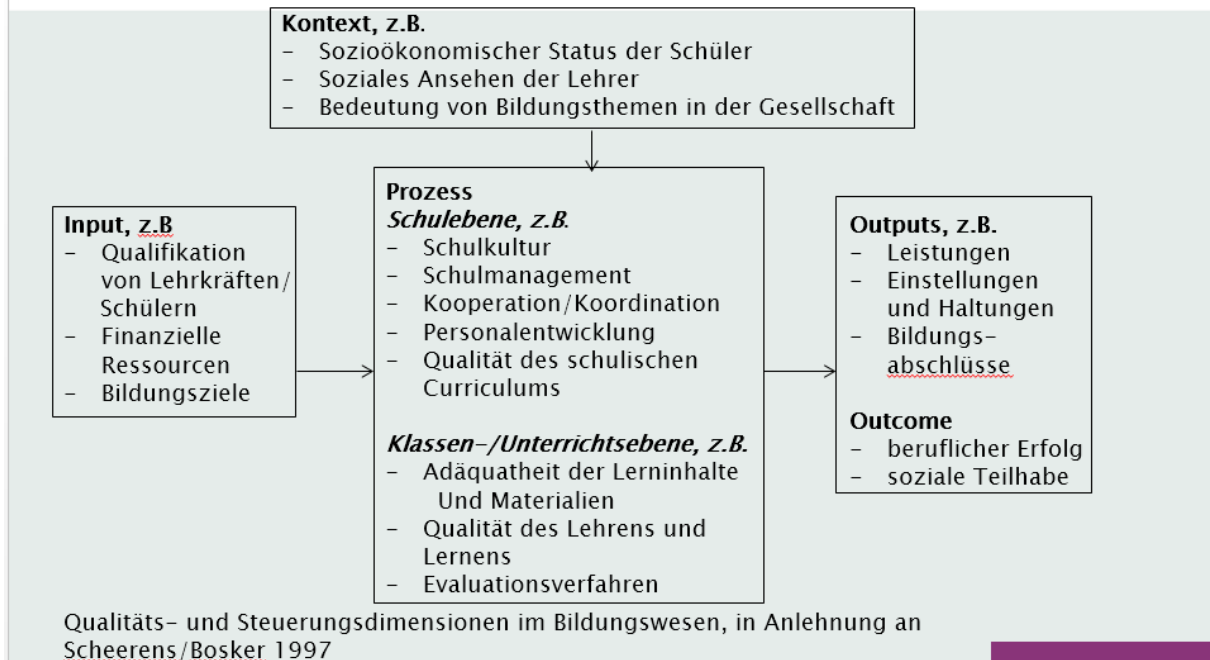 Kontext, z.B.
– Sozioökonomischer Status der Schüler
– Soziales Ansehen der Lehrer
– Bedeutung von Bildungsthemen in der Gesellschaft
Input, z.B
– Qualifikation
von Lehrkräften/
Schülern
– Finanzielle
Ressourcen
– Bildungsziele
Prozess
Schulebene, z.B.
– Schulkultur
– Schulmanagement
– Kooperation/Koordination
– Personalentwicklung
– Qualität des schulischen
Curriculums
Klassen-/Unterrichtsebene, z.B.
– Adäquatheit der Lerninhalte
Und Materialien
– Qualität des Lehrens und
Lernens
– Evaluationsverfahren
Outputs, z.B.
– Leistungen
– Einstellungen
und Haltungen
– Bildungs-
abschlüsse
Outcome
– beruflicher Erfolg
– soziale Teilhabe
Qualitäts- und Steuerungsdimensionen im Bildungswesen, in Anlehnung an
Scheerens/Bosker 1997